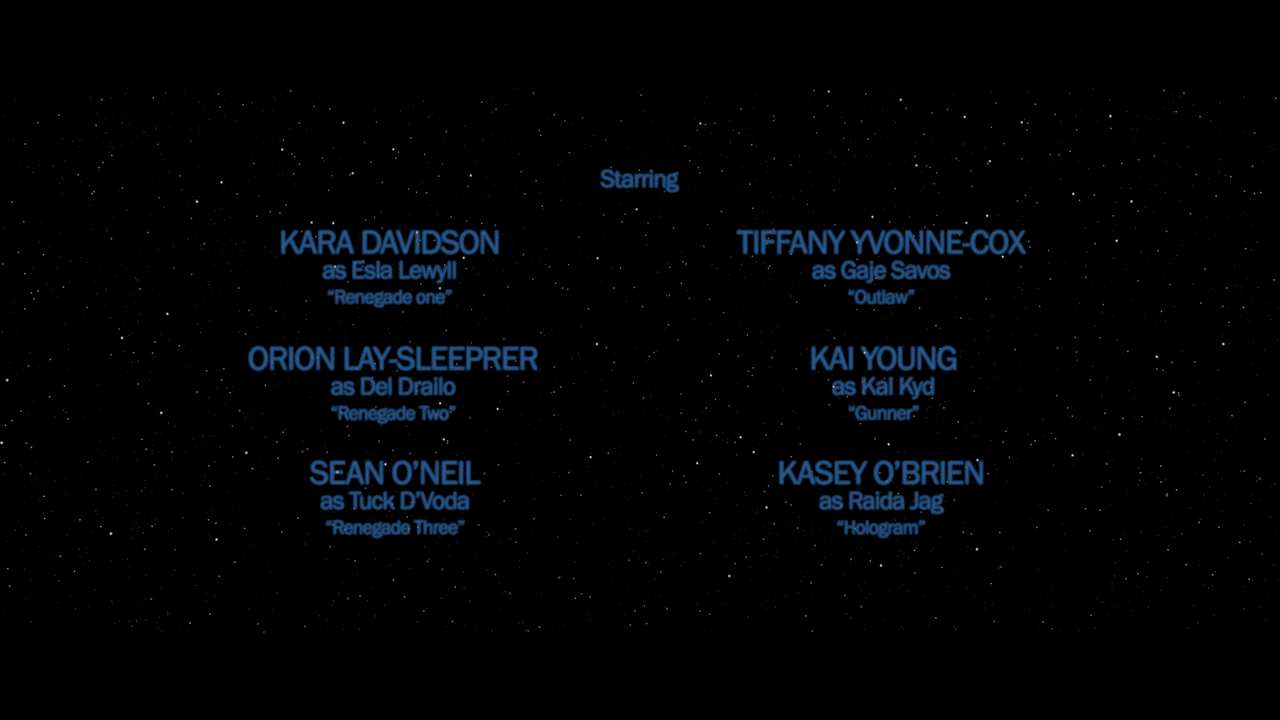 Starring
KARA DAVIDSON
as Esla Lewyll
“Renegade one”
TIFFANY YVONNE-COX
as Gaje Savos
“Outlaw”
ORION LAY-SLEEPRER
as Del Drailo
“Renegade Two”
KAI YOUNG
as Kal Kyd
“Gunner”
SEAN O’NEIL
as Tuck D’Voda
“Renegade Three”
KASEY O’BRIEN
as Raida Jag
“Hologram”